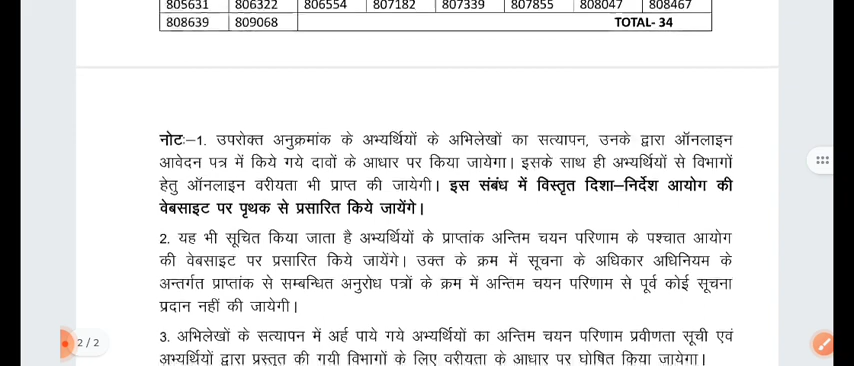 805631 806322 806554 807182 807339 807855 808047 808467
808639 809068 TOTAL- 34
नोटः–1. उपरोक्त अनुक्रमांक के अभ्यर्थियों के अभिलेखों का सत्यापन, उनके द्वारा ऑनलाइन
आवेदन पत्र में किये गये दावों के आधार पर किया जायेगा। इसके साथ ही अभ्यर्थियों से विभागों
हेतु ऑनलाइन वरीयता भी प्राप्त की जायेगी। इस संबंध में विस्तृत दिशा–निर्देश आयोग की
वेबसाइट पर पृथक से प्रसारित किये जायेंगे।
2. यह भी सूचित किया जाता है अभ्यर्थियों के प्राप्तांक अन्तिम चयन परिणाम के पश्चात आयोग
की वेबसाइट पर प्रसारित किये जायेंगे। उक्त के क्रम में सूचना के अधिकार अधिनियम के
अन्तर्गत प्राप्तांक से सम्बन्धित अनुरोध पत्रों के क्रम में अन्तिम चयन परिणाम से पूर्व कोई सूचना
प्रदान नहीं की जायेगी।
3. अभिलेखों के सत्यापन में अर्ह पाये गये अभ्यर्थियों का अन्तिम चयन परिणाम प्रवीणता सूची एवं
अभ्यर्थियों द्वारा प्रस्तुत की गयी विभागों के लिए वरीयता के आधार पर घोषित किया जायेगा।
2 / 2